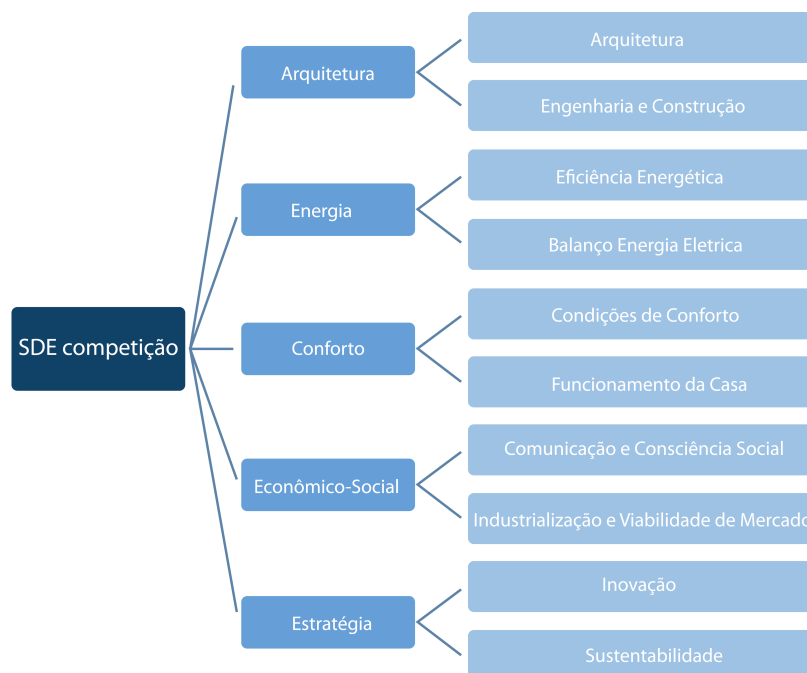 SDE competição
Arquitetura
Arquitetura
Engenharia e Construção
Energia
Eficiência Energética
Balanço Energia Eletrica
Conforto
Condições de Conforto
Funcionamento da Casa
Econômico-Social
Comunicação e Consciência Social
Industrialização e Viabilidade de Mercado
Estratégia
Inovação
Sustentabilidade